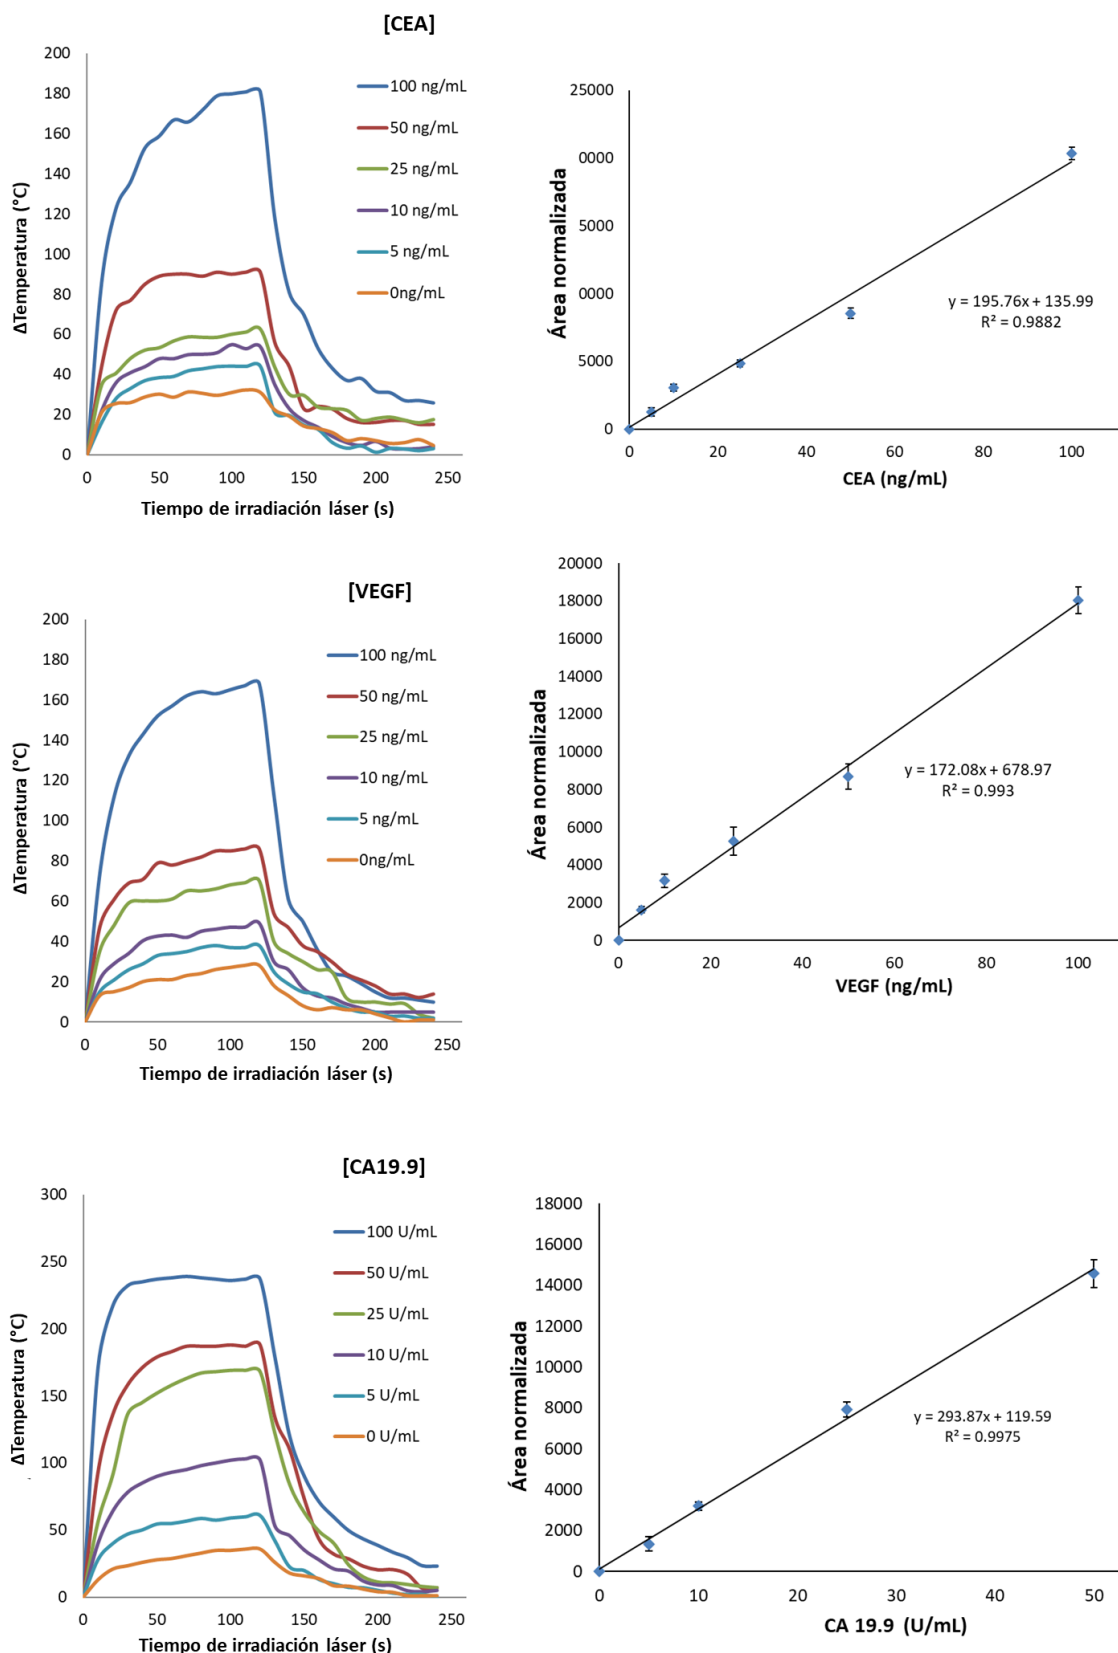 [CEA]
200
180
160
140
120
100
80
60
40
20
0
ΔTemperatura (°C)
100 ng/mL
50 ng/mL
25 ng/mL
10 ng/mL
5 ng/mL
0ng/mL
0 50 100 150 200 250
Tiempo de irradiación láser (s)
25000
0000
5000
0000
5000
0
Área normalizada
y = 195.76x + 135.99
R² = 0.9882
0 20 40 60 80 100
CEA (ng/mL)
[VEGF]
200
180
160
140
120
100
80
60
40
20
0
ΔTemperatura (°C)
100 ng/mL
50 ng/mL
25 ng/mL
10 ng/mL
5 ng/mL
0ng/mL
0 50 100 150 200 250
Tiempo de irradiación láser (s)
20000
18000
16000
14000
12000
10000
8000
6000
4000
2000
0
Área normalizada
y = 172.08x + 678.97
R² = 0.993
0 20 40 60 80 100
VEGF (ng/mL)
[CA19.9]
300
250
200
150
100
50
0
ΔTemperatura (°C)
100 U/mL
50 U/mL
25 U/mL
10 U/mL
5 U/mL
0 U/mL
0 50 100 150 200 250
Tiempo de irradiación láser (s)
18000
16000
14000
12000
10000
8000
6000
4000
2000
0
Área normalizada
y = 293.87x + 119.59
R² = 0.9975
0 10 20 30 40 50
CA 19.9 (U/mL)